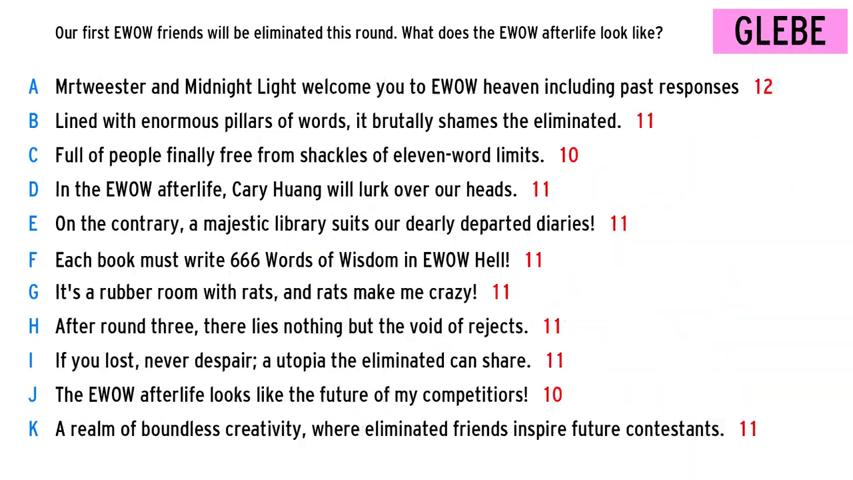 Our first EWOW friends will be eliminated this round. What does the EWOW afterlife look like?
GLEBE
A Mrtweester and Midnight Light welcome you to EWOW heaven including past responses 12
B Lined with enormous pillars of words, it brutally shames the eliminated. 11
C Full of people finally free from shackles of eleven-word limits. 10
D In the EWOW afterlife, Cary Huang will lurk over our heads. 11
E On the contrary, a majestic library suits our dearly departed diaries! 11
F Each book must write 666 Words of Wisdom in EWOW Hell! 11
G It's a rubber room with rats, and rats make me crazy! 11
H After round three, there lies nothing but the void of rejects. 11
I If you lost, never despair; a utopia the eliminated can share. 11
J The EWOW afterlife looks like the future of my competitiors! 10
K A realm of boundless creativity, where eliminated friends inspire future contestants. 11